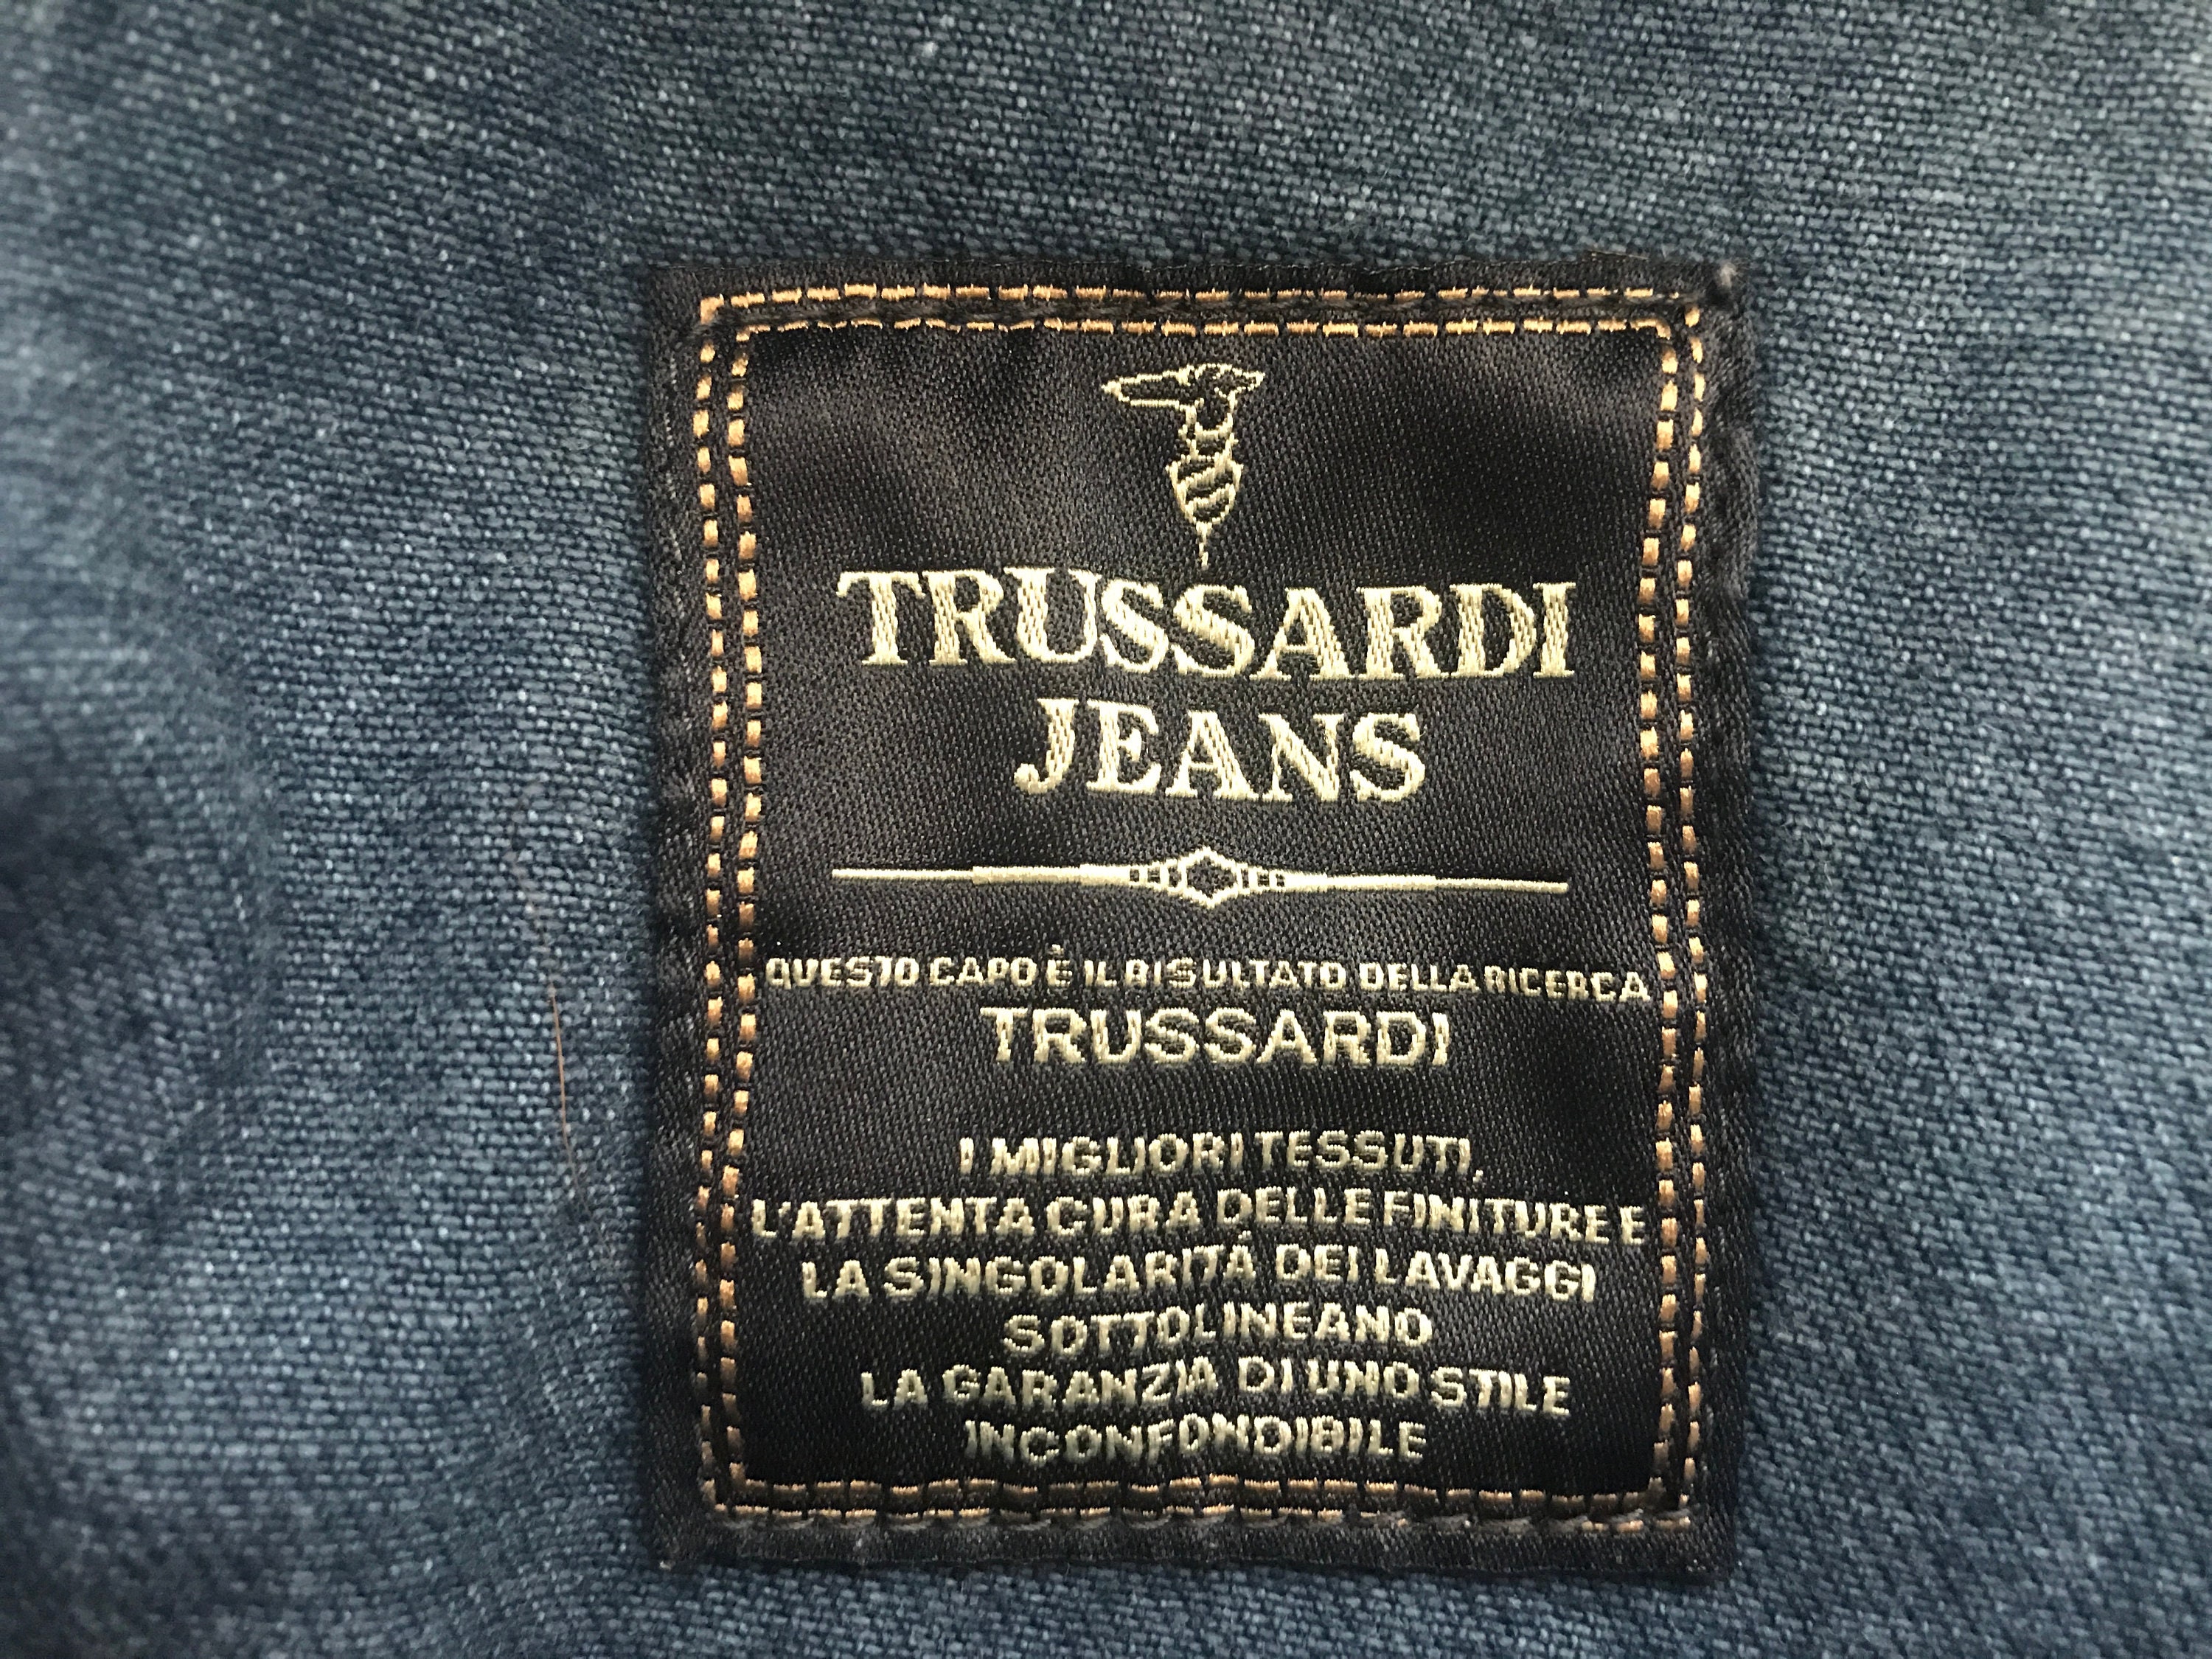 TRUSSARDI
JEANS
QUESTO CAPO È IL RISULTATO DELLA RICERCA
TRUSSARDI
I MIGLIORI TESSUTI,
L'ATTENTA CURA DELLE FINITURE E
LA SINGOLARITÁ DEI LAVAGGI
SOTTOLINEANO
LA GARANZIA DI UNO STILE
INCONFONDIBILE